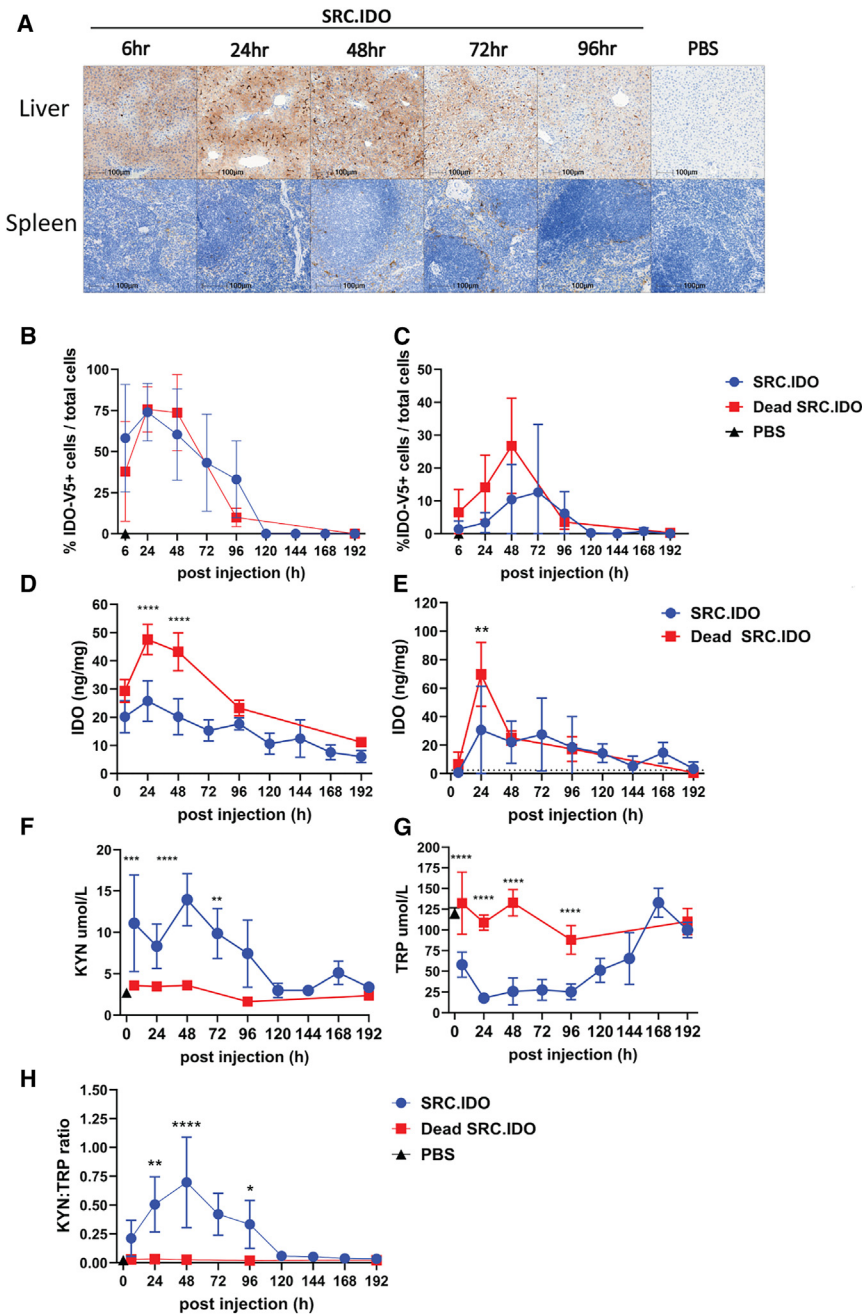 A
SRC.IDO
6hr 24hr 48hr 72hr 96hr PBS
Liver
100µm 100µm 100µm 100µm 100µm 100µm
Spleen
100µm 100µm 100µm 100µm 100µm 100µm
B
% IDO-V5+ cells / total cells
100
75
50
25
0
6 24 48 72 96 120 144 168 192
post injection (h)
C
%IDO-V5+ cells / total cells
50
40
30
20
10
0
6 24 48 72 96 120 144 168 192
post injection (h)
SRC.IDO
Dead SRC.IDO
PBS
D
IDO (ng/mg)
60
50
40
30
20
10
0
**** ****
0 24 48 72 96 120 144 168 192
post injection (h)
E
IDO (ng/mg)
120
100
80
60
40
20
0
**
0 24 48 72 96 120 144 168 192
post injection (h)
SRC.IDO
Dead SRC.IDO
F
KYN umol/L
20
15
10
5
0
*** **** **
0 24 48 72 96 120 144 168 192
post injection (h)
G
TRP umol/L
200
175
150
125
100
75
50
25
0
**** **** **** ****
0 24 48 72 96 120 144 168 192
post injection (h)
H
KYN:TRP ratio
1.50
1.25
1.00
0.75
0.50
0.25
0.00
** **** *
0 24 48 72 96 120 144 168 192
post injection (h)
SRC.IDO
Dead SRC.IDO
PBS